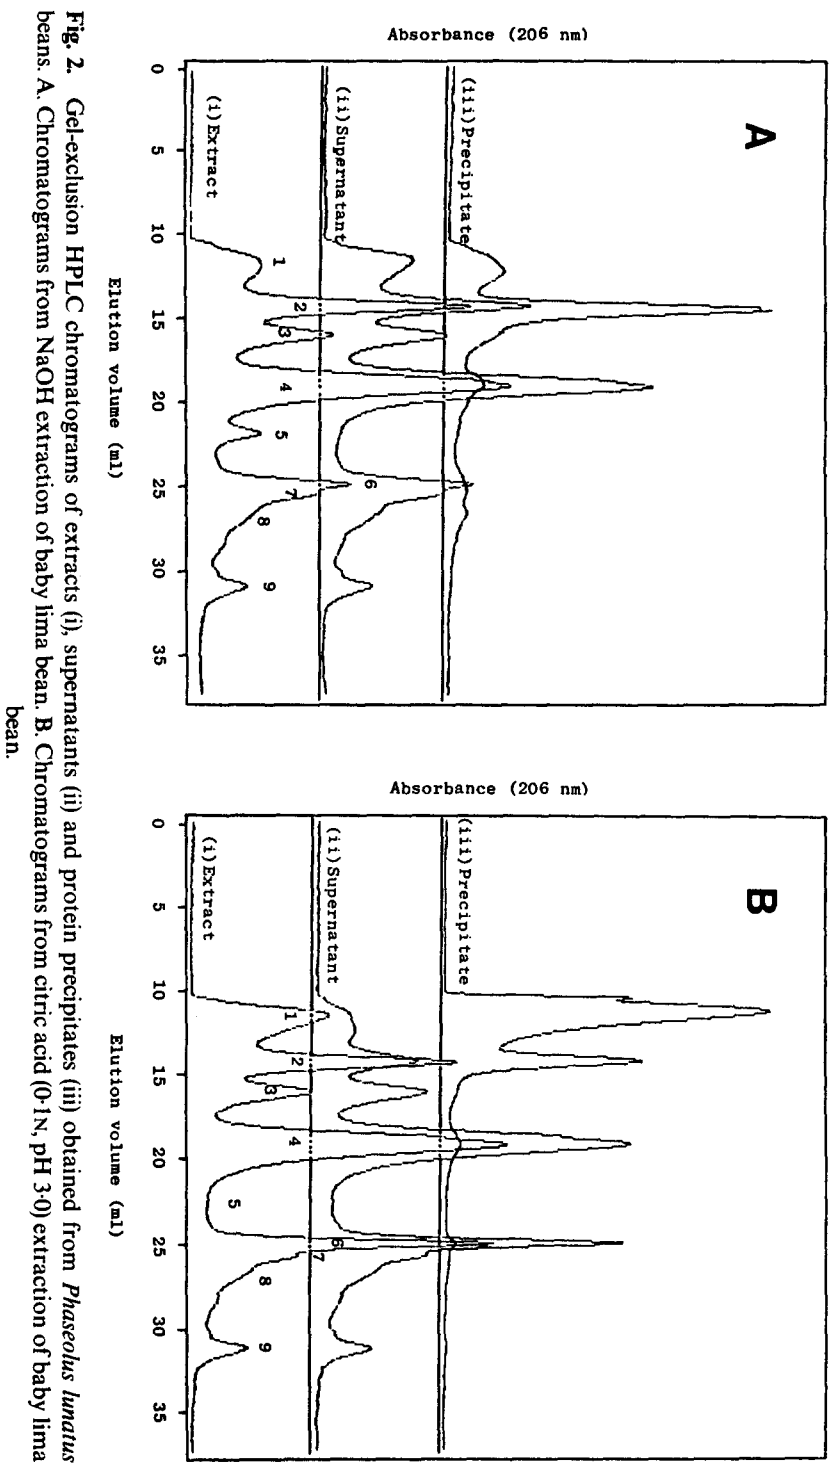 A
Absorbance (206 nm)
(iii)Precipitate
(ii)Supernatant
(i)Extract
1
2
3
4
5
6
7
8
9
0
5
10
15
20
25
30
35
Elution volume (ml)
B
Absorbance (206 nm)
(iii)Precipitate
(ii)Supernatant
(i)Extract
1
2
3
4
5
6
7
8
9
0
5
10
15
20
25
30
35
Elution volume (ml)
Fig. 2. Gel-exclusion HPLC chromatograms of extracts (i), supernatants (ii) and protein precipitates (iii) obtained from Phaseolus lunatus
beans. A. Chromatograms from NaOH extraction of baby lima bean. B. Chromatograms from citric acid (0·1N, pH 3·0) extraction of baby lima
bean.